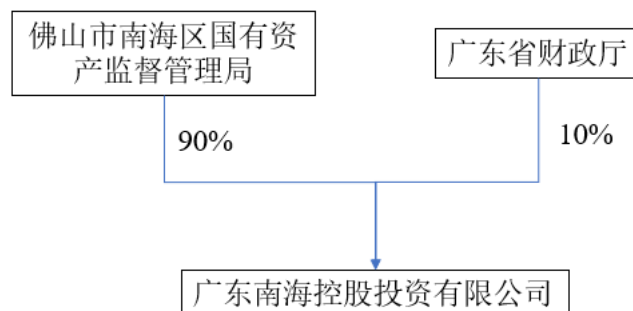 佛山市南海区国有资
产监督管理局
广东省财政厅
90%
10%
广东南海控股投资有限公司